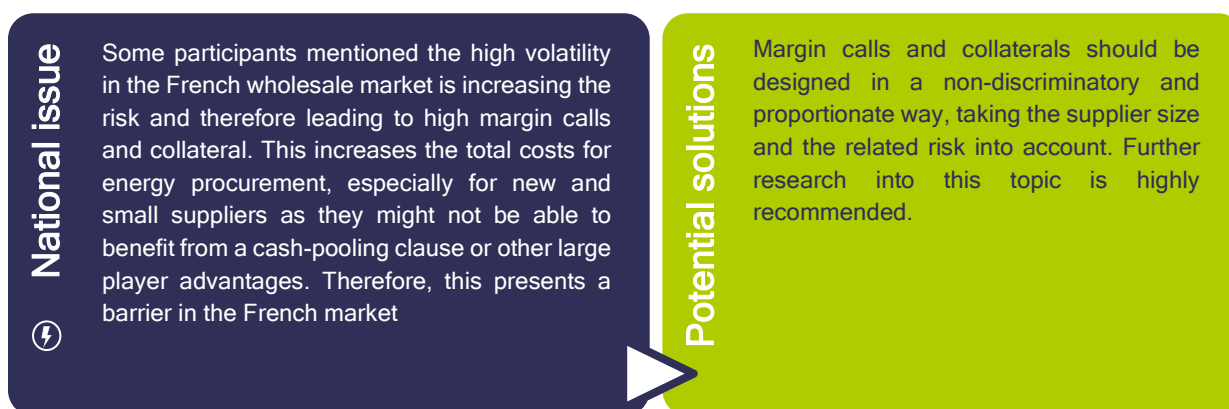 National issue
Some participants mentioned the high volatility
in the French wholesale market is increasing the
risk and therefore leading to high margin calls
and collateral. This increases the total costs for
energy procurement, especially for new and
small suppliers as they might not be able to
benefit from a cash-pooling clause or other large
player advantages. Therefore, this presents a
barrier in the French market
Potential solutions
Margin calls and collaterals should be
designed in a non-discriminatory and
proportionate way, taking the supplier size
and the related risk into account. Further
research into this topic is highly
recommended.